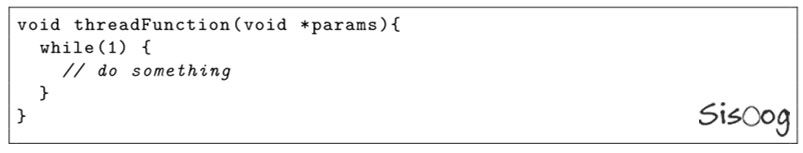 void threadFunction(void *params){
  while(1) {
    // do something
  }
}
Sisoog